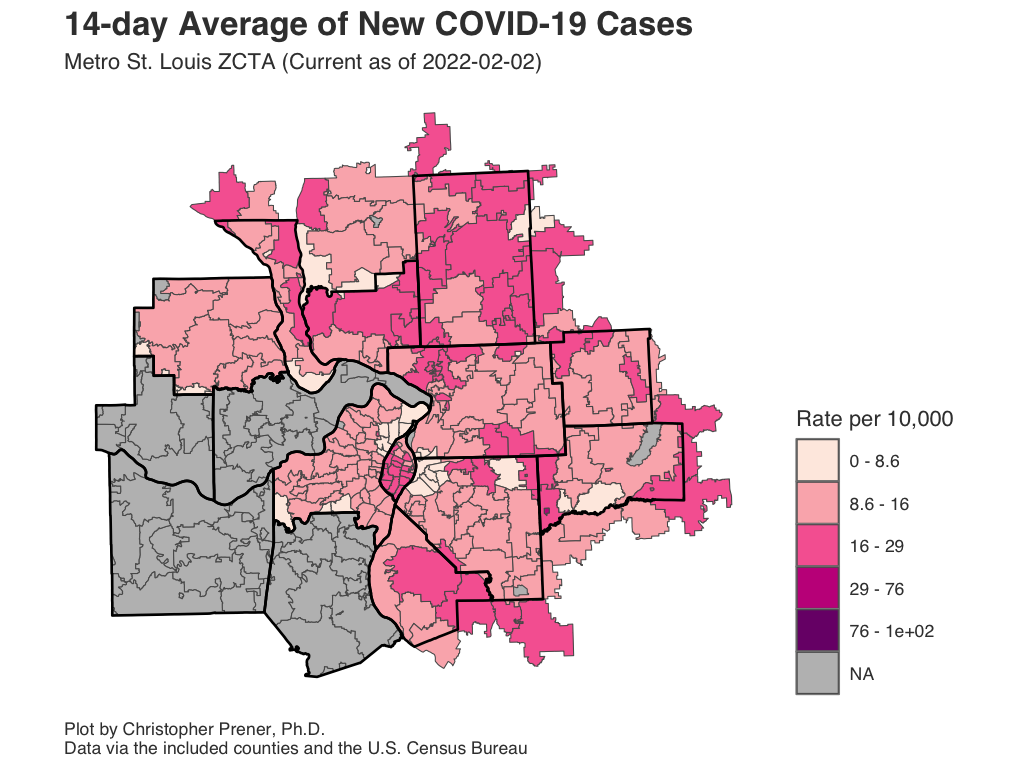 14-day Average of New COVID-19 Cases
Metro St. Louis ZCTA (Current as of 2022-02-02)
Rate per 10,000
0 - 8.6
8.6 - 16
16 - 29
29 - 76
76 - 1e+02
NA
Plot by Christopher Prener, Ph.D.
Data via the included counties and the U.S. Census Bureau